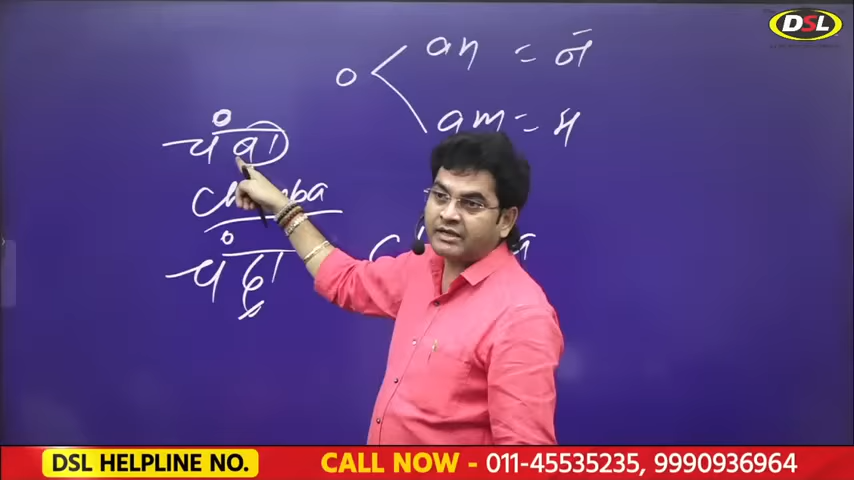 DSL
o < an = न
am = म
चंबा
Chamba
चंद्रा
DSL HELPLINE NO. CALL NOW - 011-45535235, 9990936964